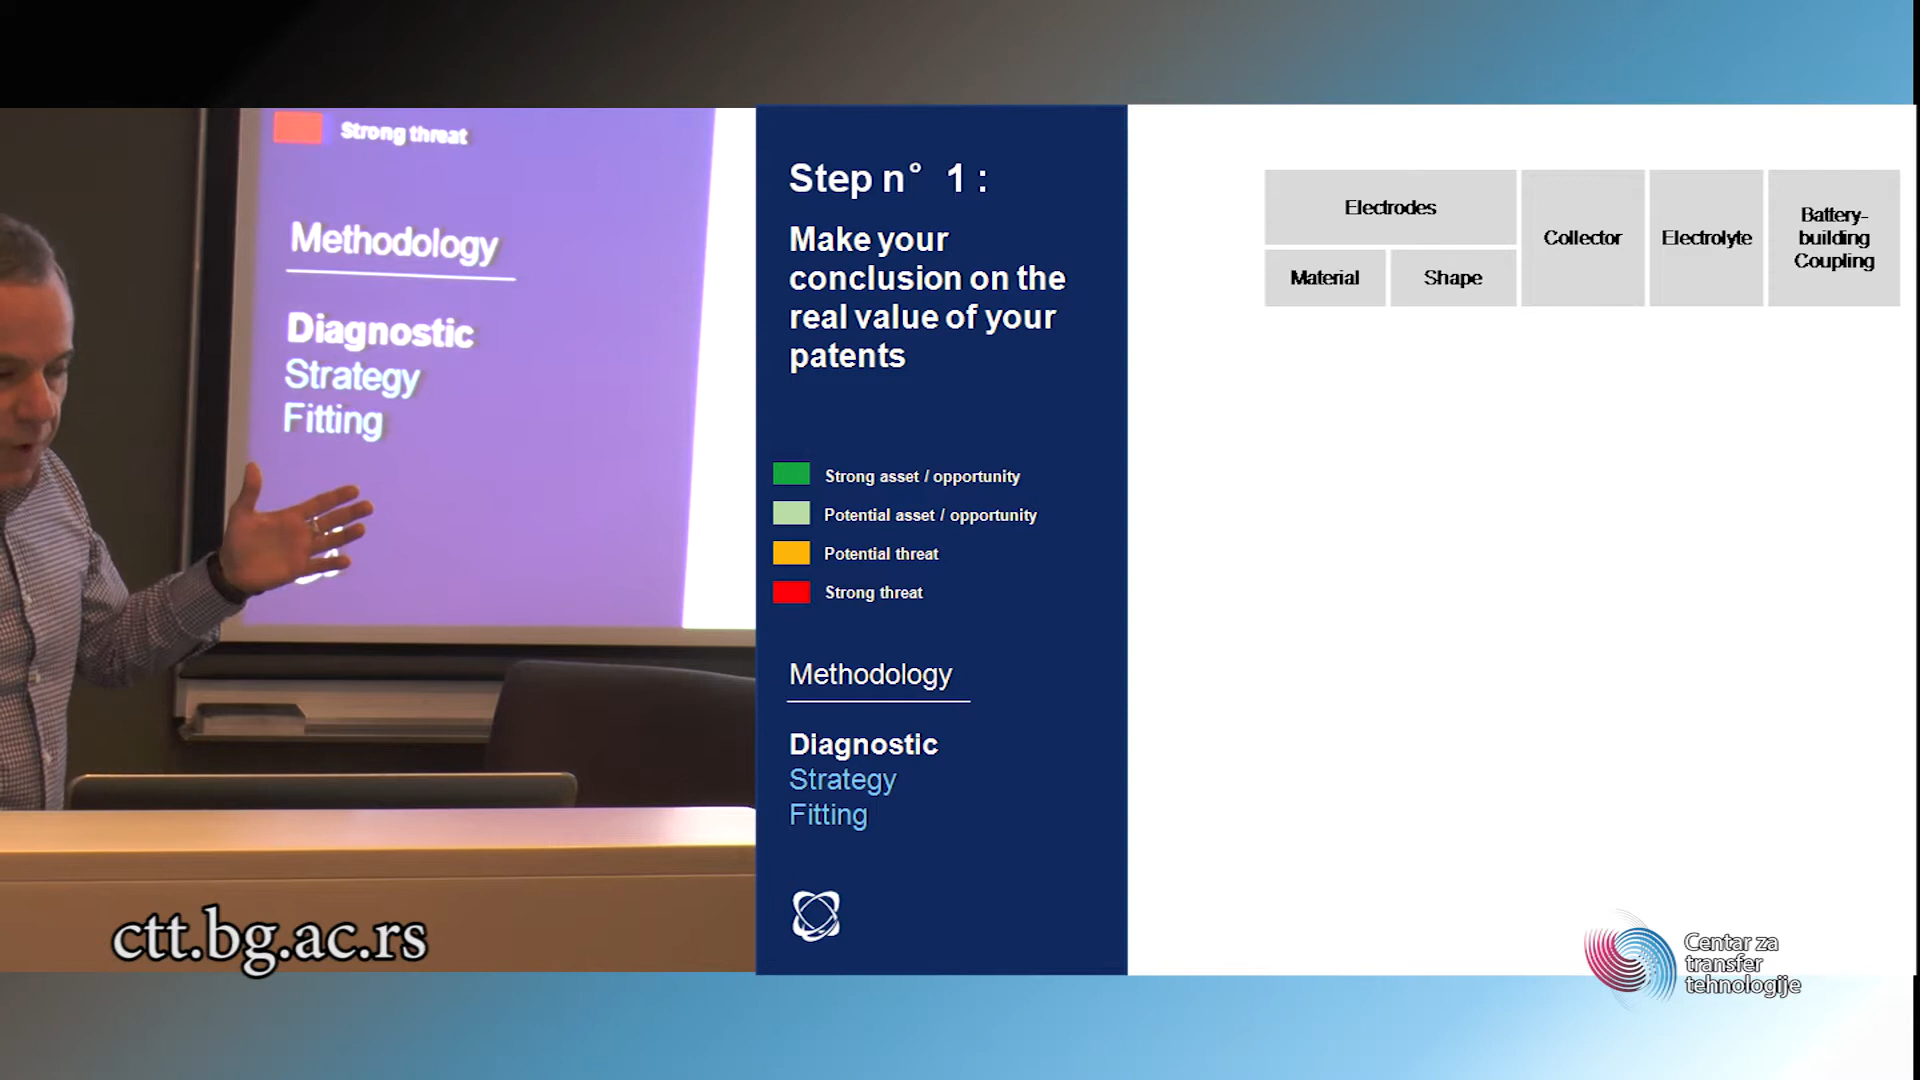 Strong threat
Methodology
Diagnostic
Strategy
Fitting
Step n° 1 :
Make your
conclusion on the
real value of your
patents
Strong asset / opportunity
Potential asset / opportunity
Potential threat
Strong threat
Methodology
Diagnostic
Strategy
Fitting
Electrodes
Material
Shape
Collector
Electrolyte
Battery-
building
Coupling
ctt.bg.ac.rs
Centar za
transfer
tehnologije